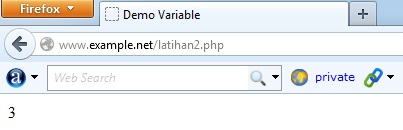 Firefox
Demo Variable
www.example.net/latihan2.php
Web Search
private
3